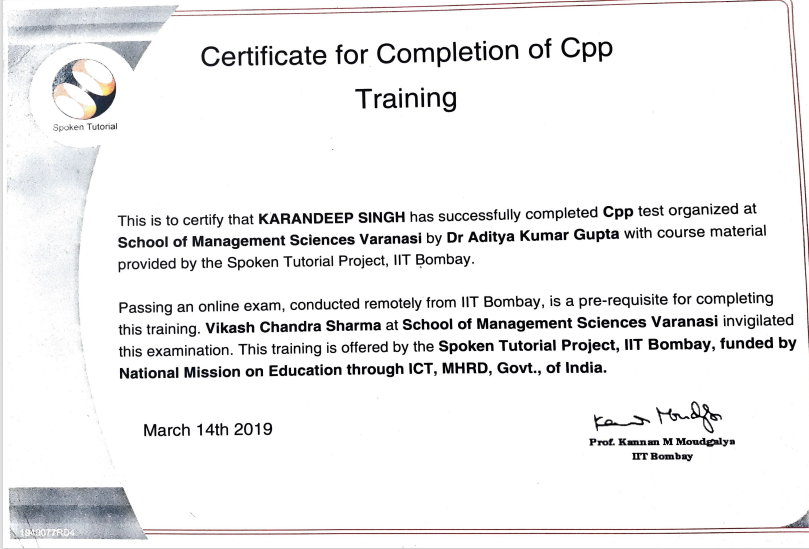 Certificate for Completion of Cpp
Training
Spoken Tutorial
This is to certify that KARANDEEP SINGH has successfully completed Cpp test organized at
School of Management Sciences Varanasi by Dr Aditya Kumar Gupta with course material
provided by the Spoken Tutorial Project, IIT Bombay.
Passing an online exam, conducted remotely from IIT Bombay, is a pre-requisite for completing
this training. Vikash Chandra Sharma at School of Management Sciences Varanasi invigilated
this examination. This training is offered by the Spoken Tutorial Project, IIT Bombay, funded by
National Mission on Education through ICT, MHRD, Govt., of India.
March 14th 2019
Prof. Kannan M Moudgalya
IIT Bombay